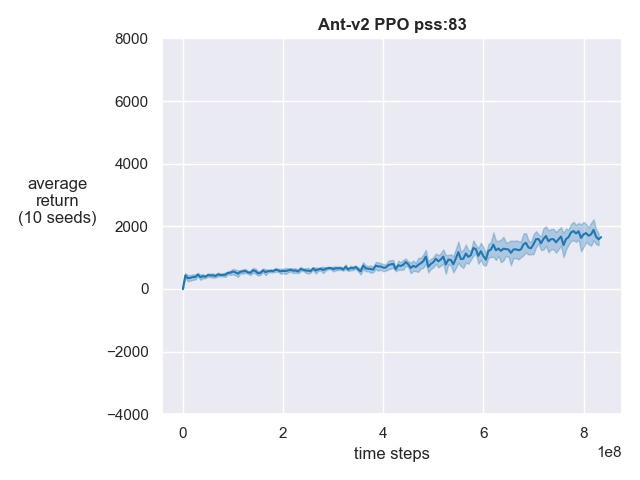 Ant-v2 PPO pss:83
8000
6000
4000
2000
0
−2000
−4000
average
return
(10 seeds)
0 2 4 6 8
1e8
time steps